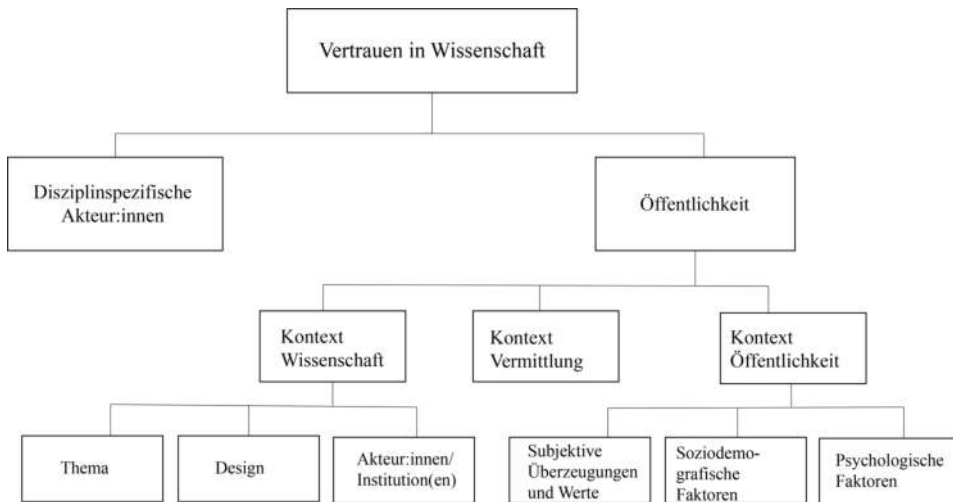 Vertrauen in Wissenschaft
Disziplinspezifische
Akteur:innen
Öffentlichkeit
Kontext
Wissenschaft
Kontext
Vermittlung
Kontext
Öffentlichkeit
Thema
Design
Akteur:innen/
Institution(en)
Subjektive
Überzeugungen
und Werte
Soziodemo-
grafische
Faktoren
Psychologische
Faktoren